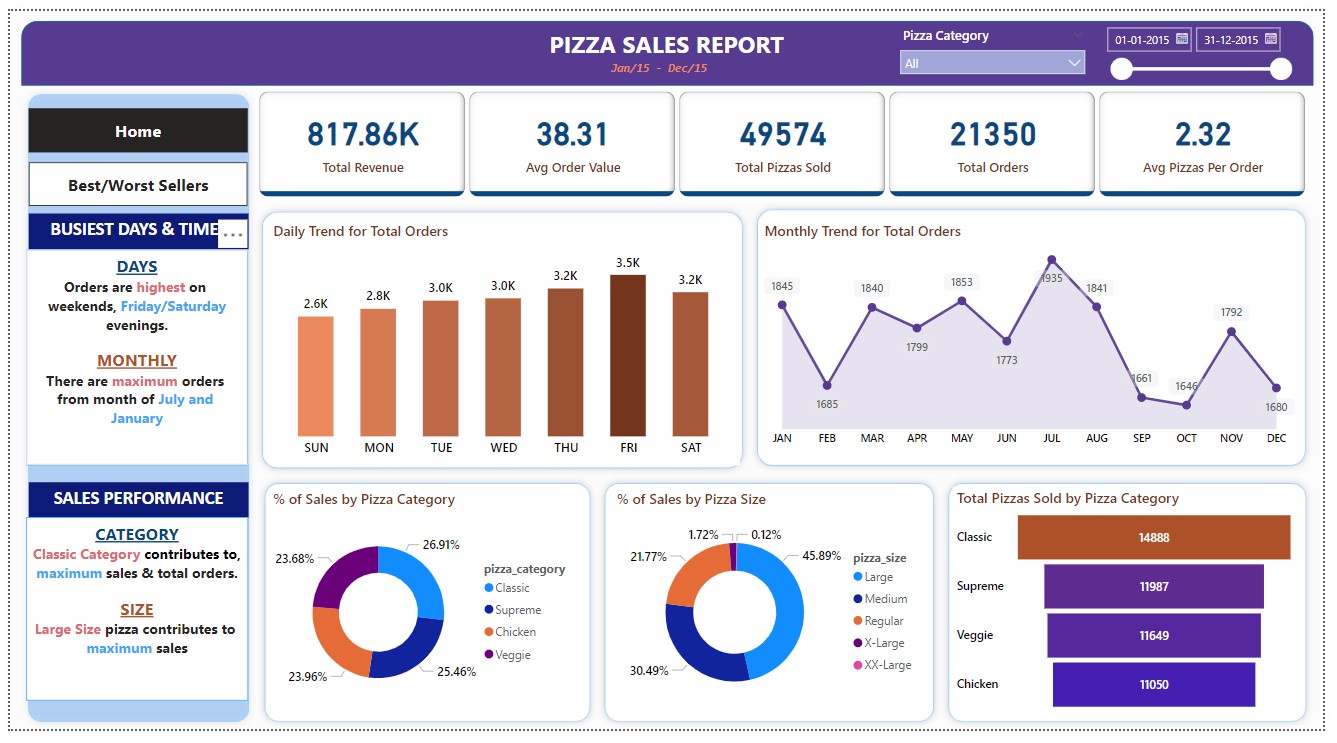 PIZZA SALES REPORT
Jan/15 - Dec/15
Pizza Category
All
01-01-2015
31-12-2015
Home
Best/Worst Sellers
BUSIEST DAYS & TIME
...
DAYS
Orders are highest on
weekends, Friday/Saturday
evenings.
MONTHLY
There are maximum orders
from month of July and
January
SALES PERFORMANCE
CATEGORY
Classic Category contributes to,
maximum sales & total orders.
SIZE
Large Size pizza contributes to
maximum sales
817.86K
Total Revenue
38.31
Avg Order Value
49574
Total Pizzas Sold
21350
Total Orders
2.32
Avg Pizzas Per Order
Daily Trend for Total Orders
2.6K
2.8K
3.0K
3.0K
3.2K
3.5K
3.2K
SUN MON TUE WED THU FRI SAT
Monthly Trend for Total Orders
1845
1685
1840
1799
1853
1773
1935
1841
1661
1646
1792
1680
JAN FEB MAR APR MAY JUN JUL AUG SEP OCT NOV DEC
% of Sales by Pizza Category
26.91%
25.46%
23.96%
23.68%
pizza_category
Classic
Supreme
Chicken
Veggie
% of Sales by Pizza Size
1.72%
0.12%
45.89%
30.49%
21.77%
pizza_size
Large
Medium
Regular
X-Large
XX-Large
Total Pizzas Sold by Pizza Category
Classic 14888
Supreme 11987
Veggie 11649
Chicken 11050